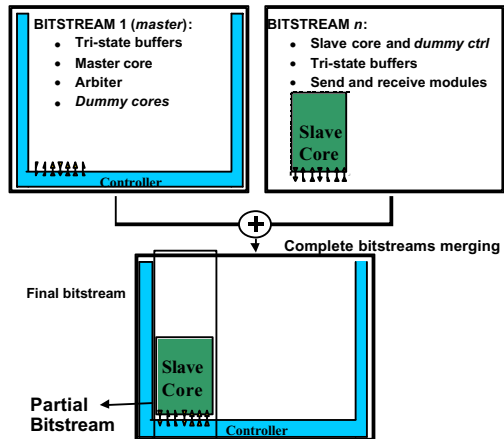 BITSTREAM 1 (master):
• Tri-state buffers
• Master core
• Arbiter
• Dummy cores
Controller
BITSTREAM n:
• Slave core and dummy ctrl
• Tri-state buffers
• Send and receive modules
Slave
Core
+
Complete bitstreams merging
Final bitstream
Slave
Core
Partial
Bitstream
Controller